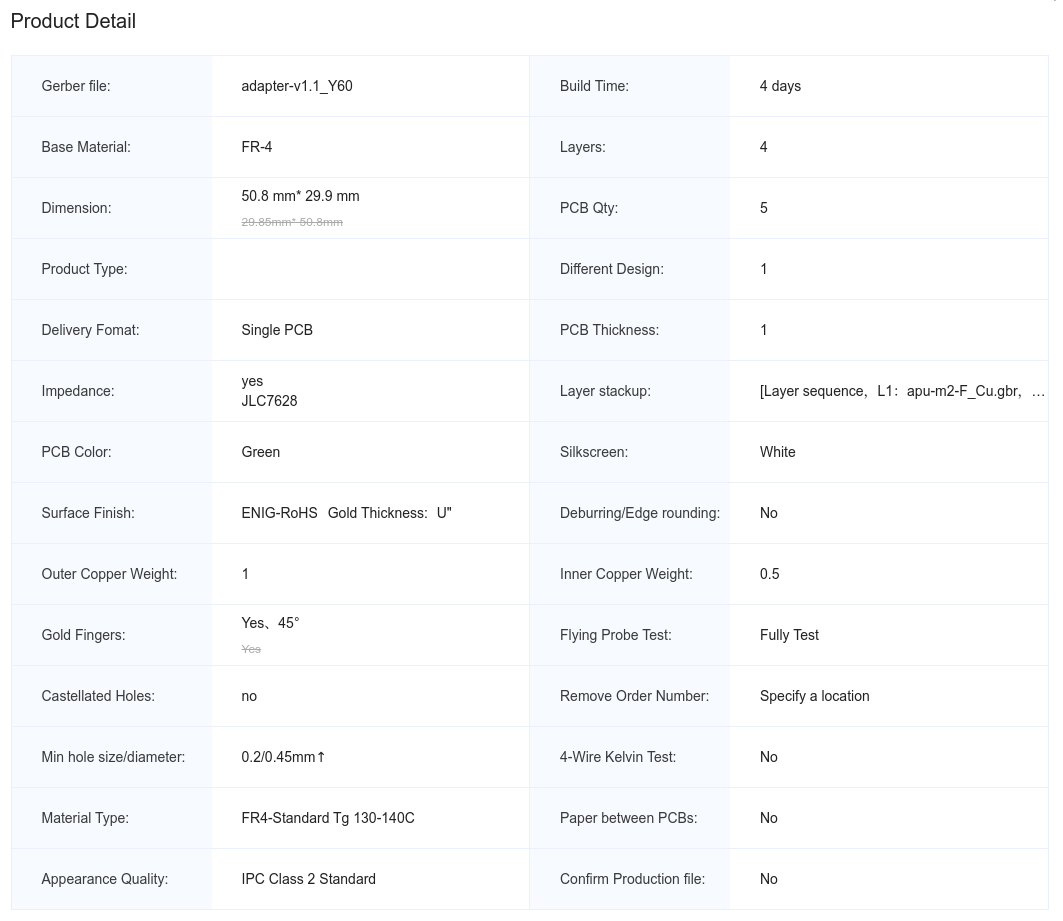 Product Detail
Gerber file: adapter-v1.1_Y60 Build Time: 4 days
Base Material: FR-4 Layers: 4
Dimension: 50.8 mm* 29.9 mm PCB Qty: 5
29.85mm* 50.8mm
Product Type: Different Design: 1
Delivery Fomat: Single PCB PCB Thickness: 1
Impedance: yes Layer stackup: [Layer sequence，L1：apu-m2-F_Cu.gbr，…
JLC7628
PCB Color: Green Silkscreen: White
Surface Finish: ENIG-RoHS Gold Thickness: U" Deburring/Edge rounding: No
Outer Copper Weight: 1 Inner Copper Weight: 0.5
Gold Fingers: Yes、45° Flying Probe Test: Fully Test
Yes
Castellated Holes: no Remove Order Number: Specify a location
Min hole size/diameter: 0.2/0.45mm↑ 4-Wire Kelvin Test: No
Material Type: FR4-Standard Tg 130-140C Paper between PCBs: No
Appearance Quality: IPC Class 2 Standard Confirm Production file: No